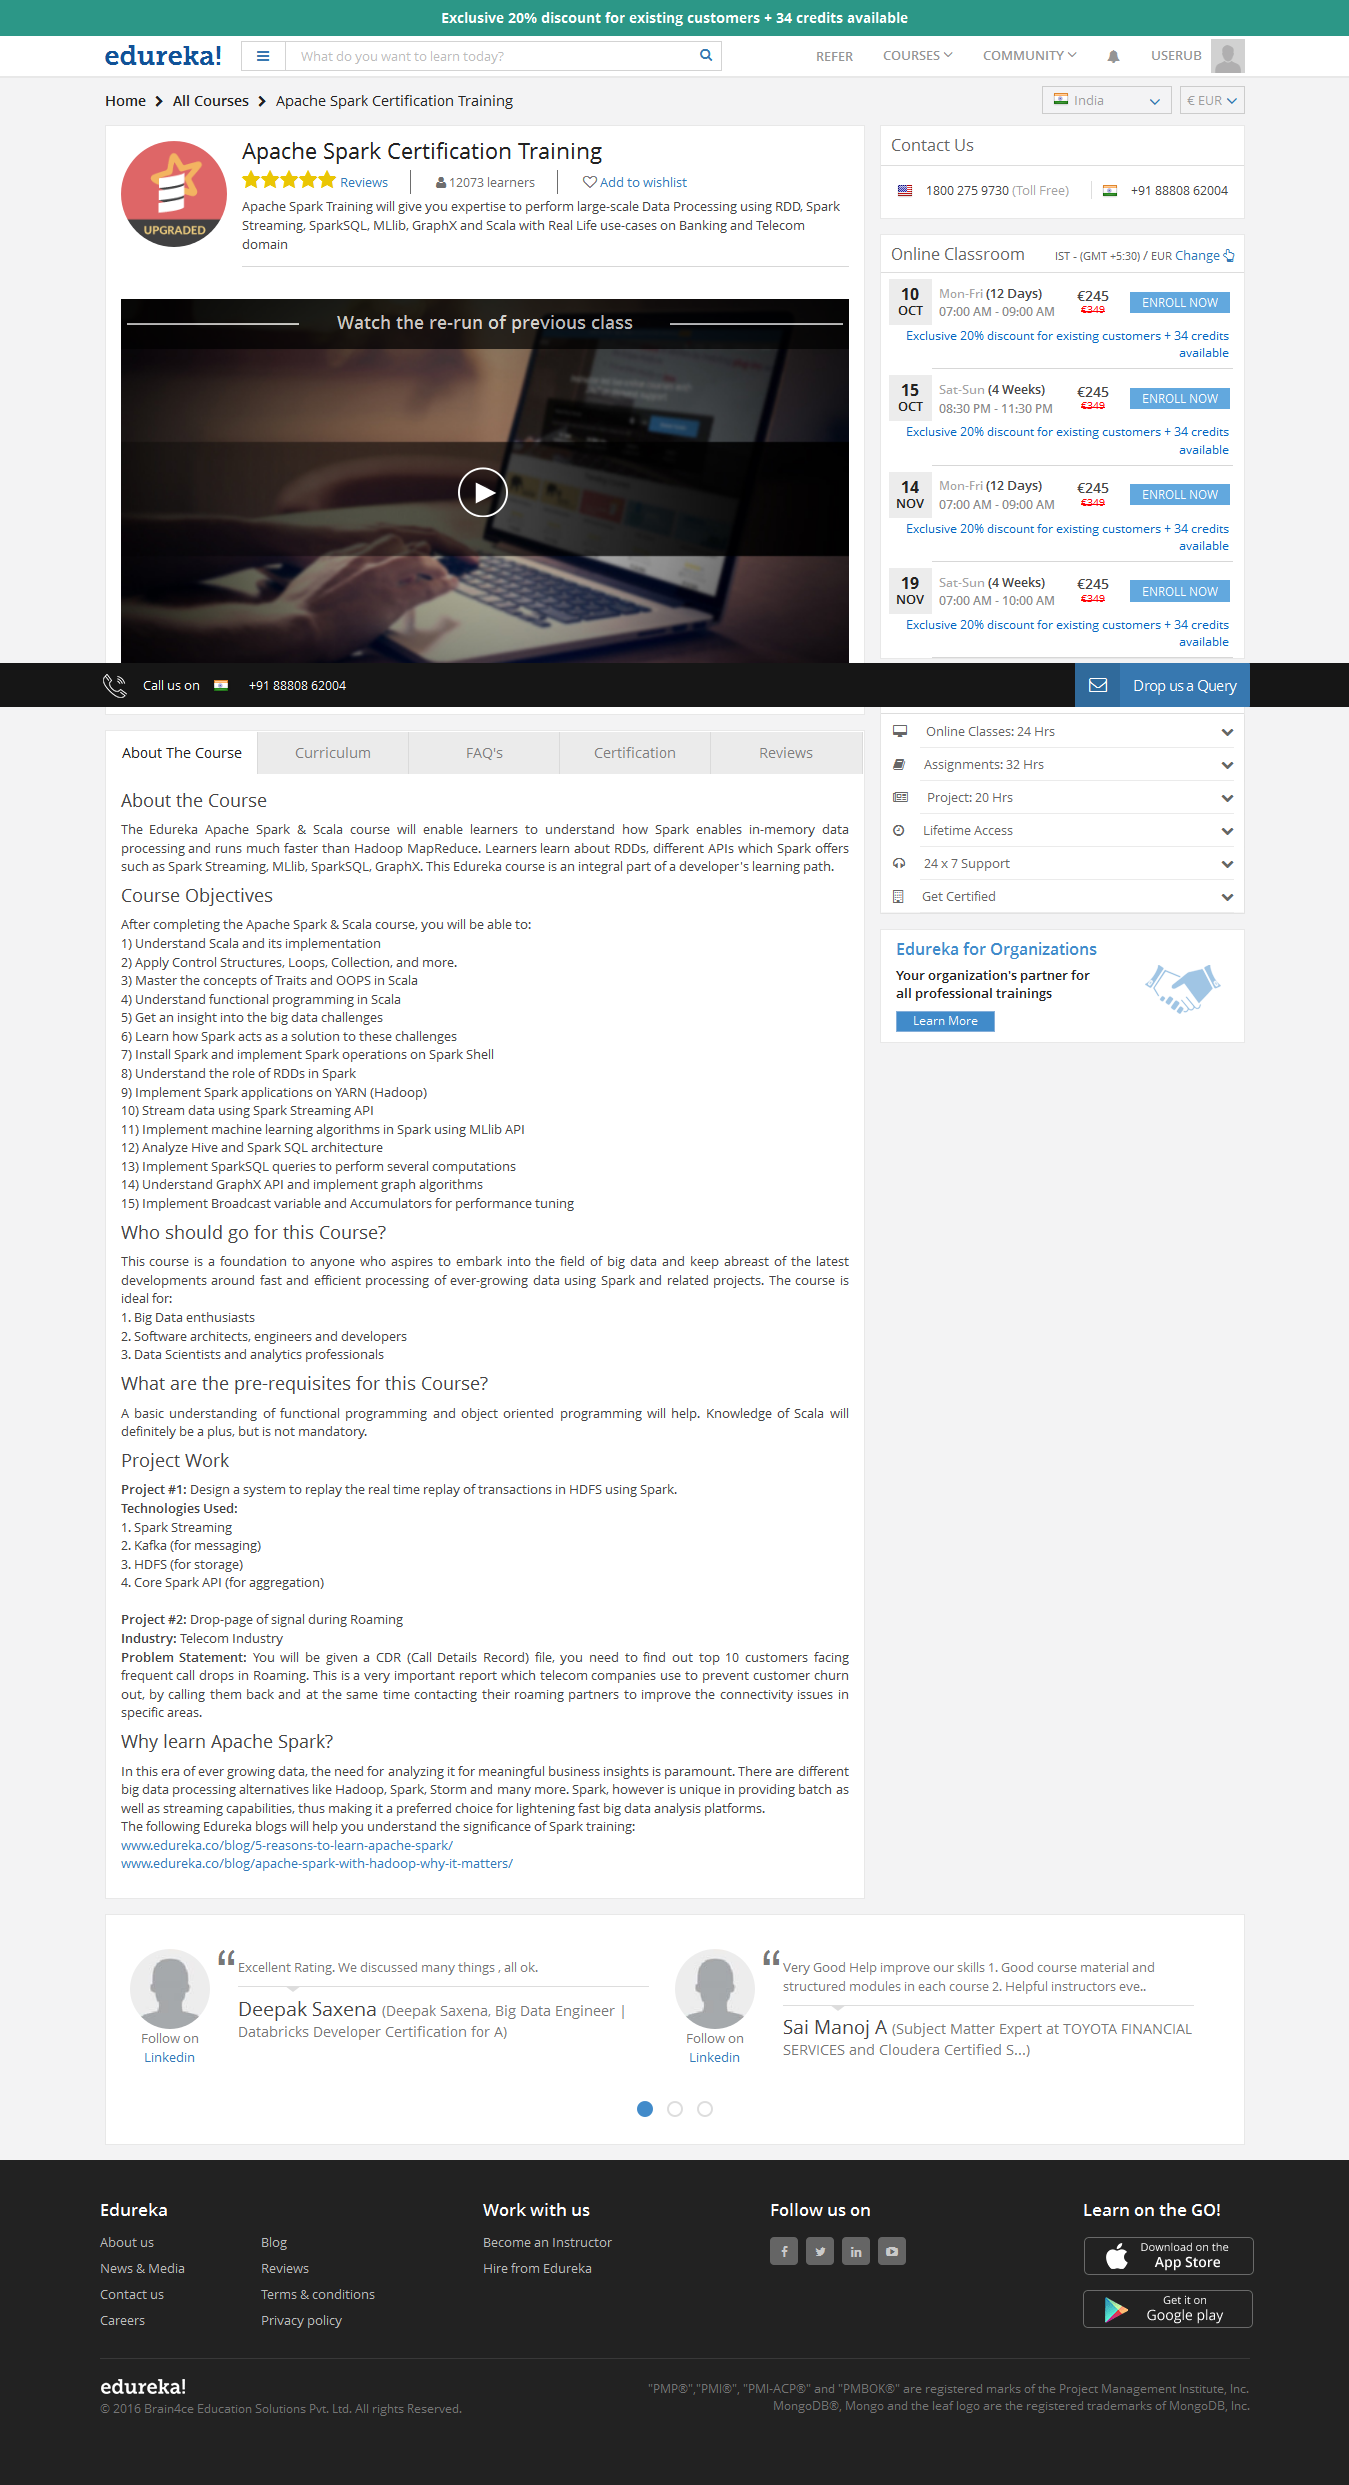 Exclusive 20% discount for existing customers + 34 credits available
edureka!
What do you want to learn today?
REFER
COURSES
COMMUNITY
USERUB
Home
All Courses
Apache Spark Certification Training
India
€ EUR
UPGRADED
Apache Spark Certification Training
Reviews
12073 learners
Add to wishlist
Apache Spark Training will give you expertise to perform large-scale Data Processing using RDD, Spark
Streaming, SparkSQL, MLlib, GraphX and Scala with Real Life use-cases on Banking and Telecom
domain
Watch the re-run of previous class
Contact Us
1800 275 9730 (Toll Free)
+91 88808 62004
Online Classroom
IST - (GMT +5:30) / EUR Change
10 OCT
Mon-Fri (12 Days)
07:00 AM - 09:00 AM
€245
€349
ENROLL NOW
Exclusive 20% discount for existing customers + 34 credits
available
15 OCT
Sat-Sun (4 Weeks)
08:30 PM - 11:30 PM
€245
€349
ENROLL NOW
Exclusive 20% discount for existing customers + 34 credits
available
14 NOV
Mon-Fri (12 Days)
07:00 AM - 09:00 AM
€245
€349
ENROLL NOW
Exclusive 20% discount for existing customers + 34 credits
available
19 NOV
Sat-Sun (4 Weeks)
07:00 AM - 10:00 AM
€245
€349
ENROLL NOW
Exclusive 20% discount for existing customers + 34 credits
available
Call us on
+91 88808 62004
Drop us a Query
Online Classes: 24 Hrs
Assignments: 32 Hrs
Project: 20 Hrs
Lifetime Access
24 x 7 Support
Get Certified
Edureka for Organizations
Your organization's partner for
all professional trainings
Learn More
About The Course
Curriculum
FAQ's
Certification
Reviews
About the Course
The Edureka Apache Spark & Scala course will enable learners to understand how Spark enables in-memory data
processing and runs much faster than Hadoop MapReduce. Learners learn about RDDs, different APIs which Spark offers
such as Spark Streaming, MLlib, SparkSQL, GraphX. This Edureka course is an integral part of a developer's learning path.
Course Objectives
After completing the Apache Spark & Scala course, you will be able to:
1) Understand Scala and its implementation
2) Apply Control Structures, Loops, Collection, and more.
3) Master the concepts of Traits and OOPS in Scala
4) Understand functional programming in Scala
5) Get an insight into the big data challenges
6) Learn how Spark acts as a solution to these challenges
7) Install Spark and implement Spark operations on Spark Shell
8) Understand the role of RDDs in Spark
9) Implement Spark applications on YARN (Hadoop)
10) Stream data using Spark Streaming API
11) Implement machine learning algorithms in Spark using MLlib API
12) Analyze Hive and Spark SQL architecture
13) Implement SparkSQL queries to perform several computations
14) Understand GraphX API and implement graph algorithms
15) Implement Broadcast variable and Accumulators for performance tuning
Who should go for this Course?
This course is a foundation to anyone who aspires to embark into the field of big data and keep abreast of the latest
developments around fast and efficient processing of ever-growing data using Spark and related projects. The course is
ideal for:
1. Big Data enthusiasts
2. Software architects, engineers and developers
3. Data Scientists and analytics professionals
What are the pre-requisites for this Course?
A basic understanding of functional programming and object oriented programming will help. Knowledge of Scala will
definitely be a plus, but is not mandatory.
Project Work
Project #1: Design a system to replay the real time replay of transactions in HDFS using Spark.
Technologies Used:
1. Spark Streaming
2. Kafka (for messaging)
3. HDFS (for storage)
4. Core Spark API (for aggregation)
Project #2: Drop-page of signal during Roaming
Industry: Telecom Industry
Problem Statement: You will be given a CDR (Call Details Record) file, you need to find out top 10 customers facing
frequent call drops in Roaming. This is a very important report which telecom companies use to prevent customer churn
out, by calling them back and at the same time contacting their roaming partners to improve the connectivity issues in
specific areas.
Why learn Apache Spark?
In this era of ever growing data, the need for analyzing it for meaningful business insights is paramount. There are different
big data processing alternatives like Hadoop, Spark, Storm and many more. Spark, however is unique in providing batch as
well as streaming capabilities, thus making it a preferred choice for lightening fast big data analysis platforms.
The following Edureka blogs will help you understand the significance of Spark training:
www.edureka.co/blog/5-reasons-to-learn-apache-spark/
www.edureka.co/blog/apache-spark-with-hadoop-why-it-matters/
“ Excellent Rating. We discussed many things , all ok.
Deepak Saxena (Deepak Saxena, Big Data Engineer |
Databricks Developer Certification for A)
Follow on
Linkedin
“ Very Good Help improve our skills 1. Good course material and
structured modules in each course 2. Helpful instructors eve..
Sai Manoj A (Subject Matter Expert at TOYOTA FINANCIAL
SERVICES and Cloudera Certified S...)
Follow on
Linkedin
Edureka
About us
News & Media
Contact us
Careers
Blog
Reviews
Terms & conditions
Privacy policy
Work with us
Become an Instructor
Hire from Edureka
Follow us on
Learn on the GO!
Download on the
App Store
Get it on
Google play
edureka!
© 2016 Brain4ce Education Solutions Pvt. Ltd. All rights Reserved.
"PMP®","PMI®", "PMI-ACP®" and "PMBOK®" are registered marks of the Project Management Institute, Inc.
MongoDB®, Mongo and the leaf logo are the registered trademarks of MongoDB, Inc.